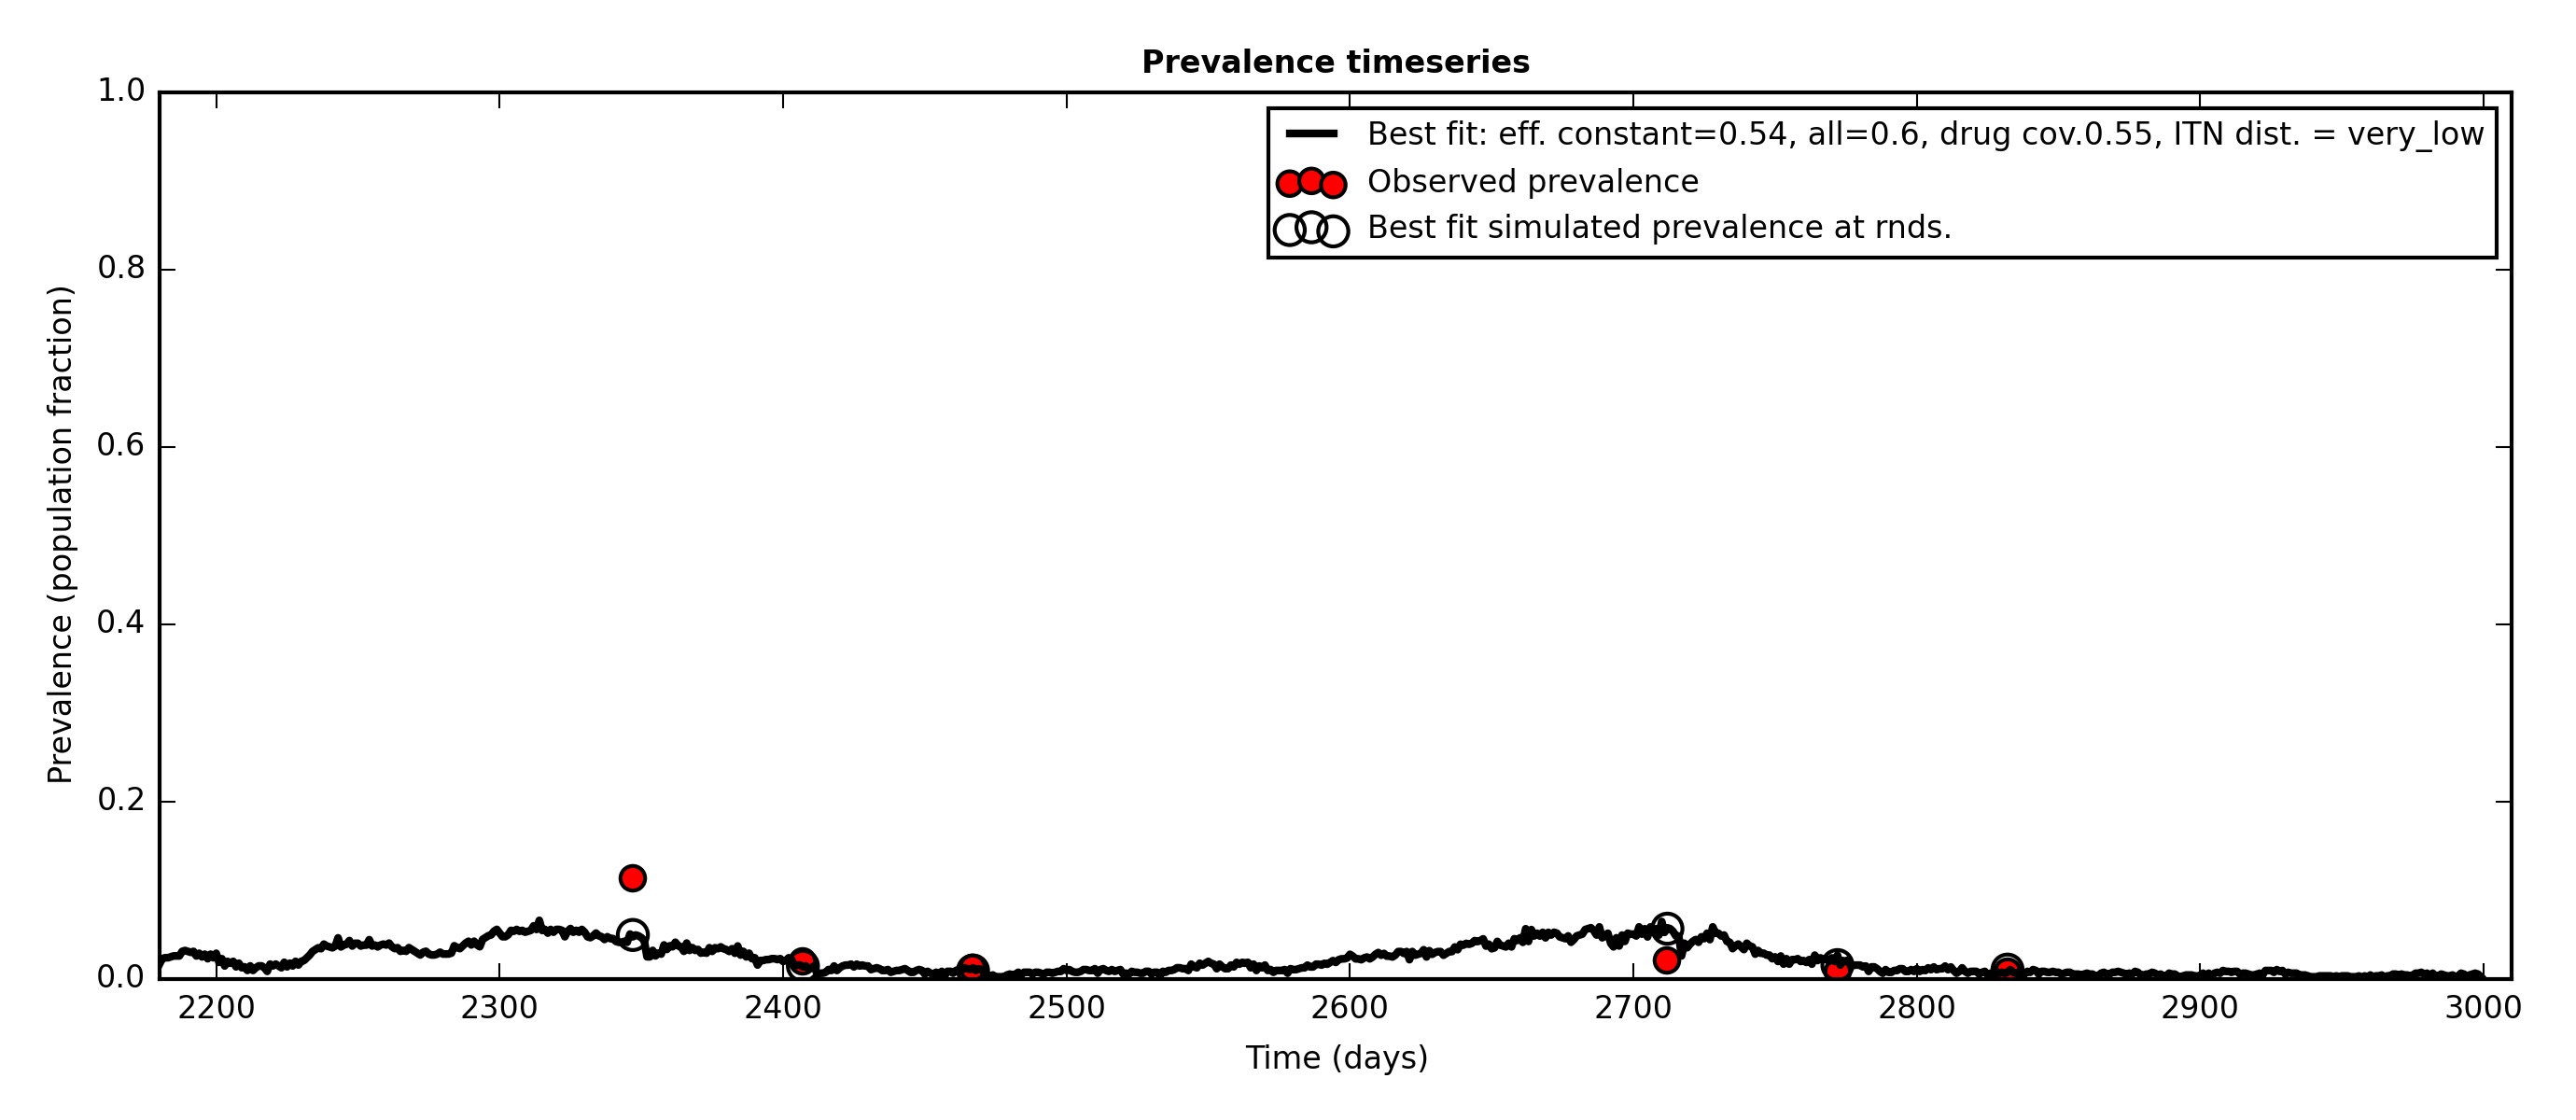 Prevalence timeseries
1.0
0.8
0.6
0.4
0.2
0.0
Prevalence (population fraction)
Best fit: eff. constant=0.54, all=0.6, drug cov.0.55, ITN dist. = very_low
Observed prevalence
Best fit simulated prevalence at rnds.
2200 2300 2400 2500 2600 2700 2800 2900 3000
Time (days)